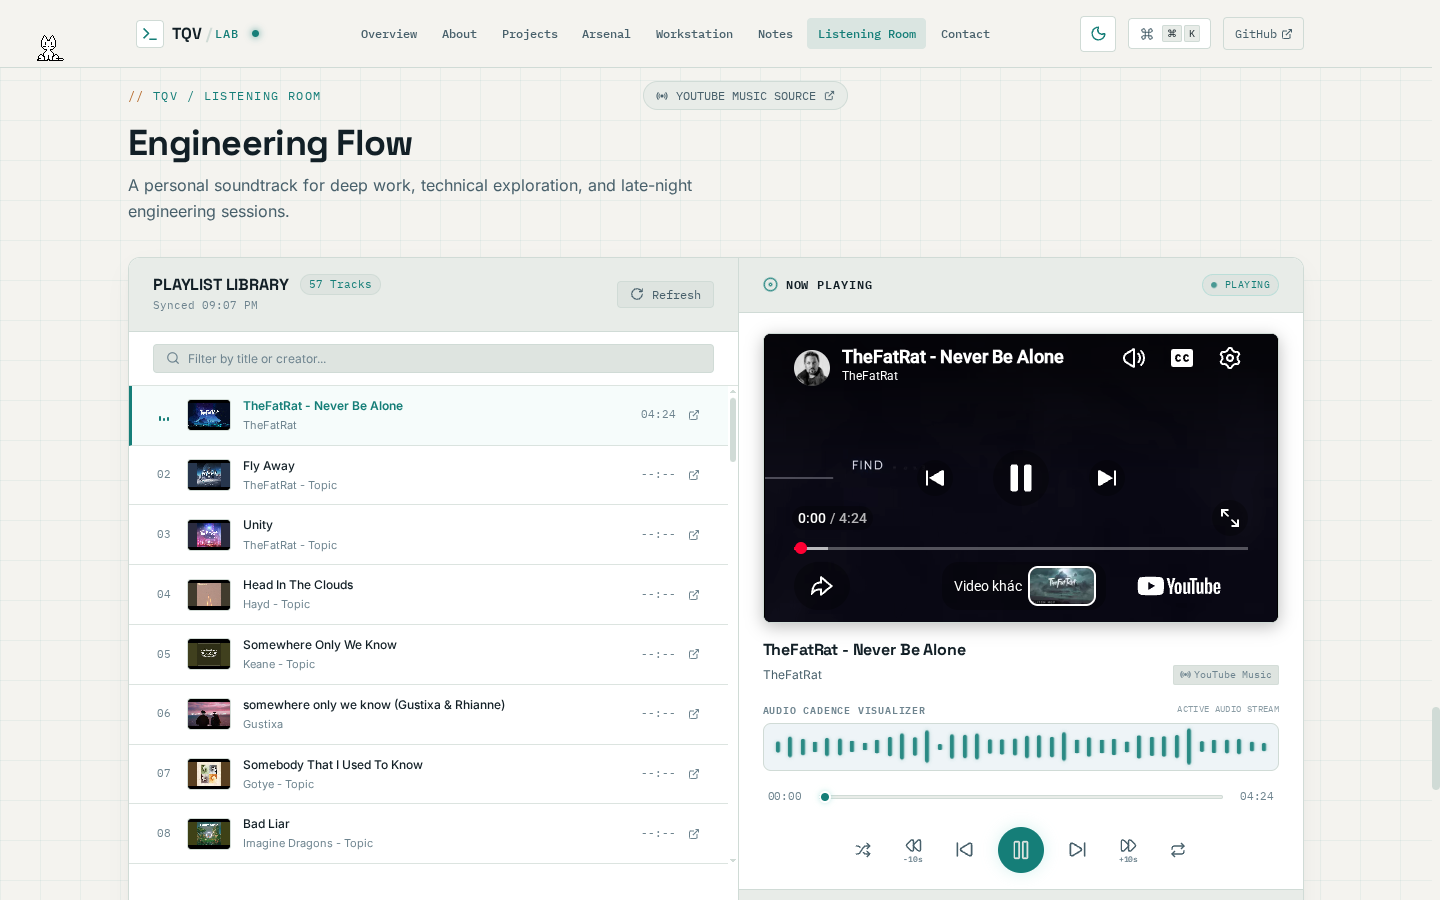 TQV / LAB
Overview
About
Projects
Arsenal
Workstation
Notes
Listening Room
Contact
⌘ K
GitHub
// TQV / LISTENING ROOM
YOUTUBE MUSIC SOURCE
Engineering Flow
A personal soundtrack for deep work, technical exploration, and late-night
engineering sessions.
PLAYLIST LIBRARY
57 Tracks
Synced 09:07 PM
Refresh
Filter by title or creator...
TheFatRat - Never Be Alone
TheFatRat
04:24
02
Fly Away
TheFatRat - Topic
--:--
03
Unity
TheFatRat - Topic
--:--
04
Head In The Clouds
Hayd - Topic
--:--
05
Somewhere Only We Know
Keane - Topic
--:--
06
somewhere only we know (Gustixa & Rhianne)
Gustixa
--:--
07
Somebody That I Used To Know
Gotye - Topic
--:--
08
Bad Liar
Imagine Dragons - Topic
--:--
NOW PLAYING
PLAYING
TheFatRat - Never Be Alone
TheFatRat
CC
FIND
0:00 / 4:24
Video khác
TheFatRat
YouTube
TheFatRat - Never Be Alone
TheFatRat
YouTube Music
AUDIO CADENCE VISUALIZER
ACTIVE AUDIO STREAM
00:00
04:24
-10s
+10s